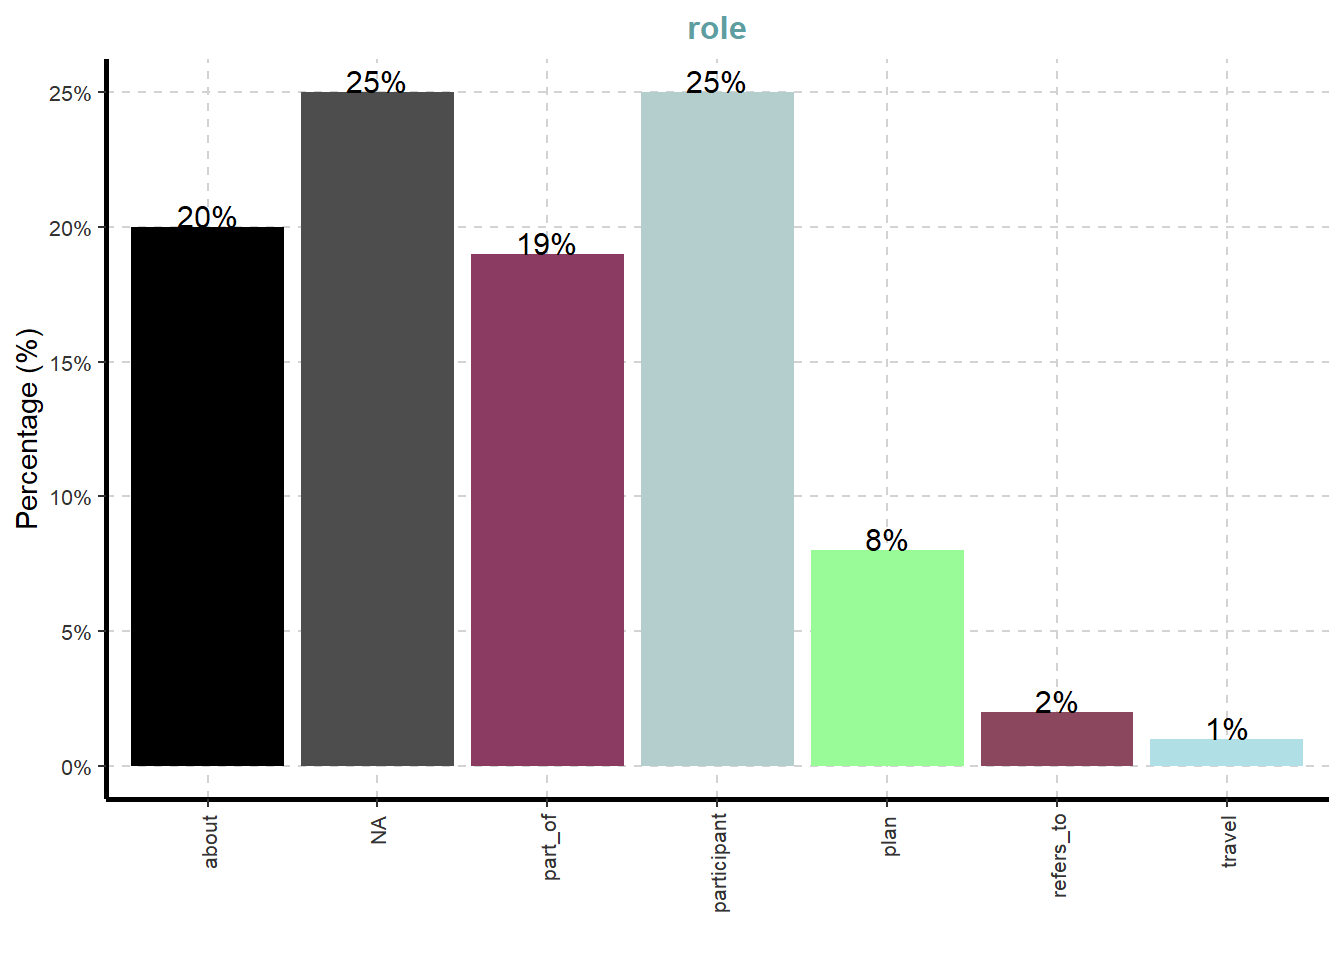 role
Percentage (%)
25%
20%
15%
10%
5%
0%
20%
25%
19%
25%
8%
2%
1%
about
NA
part_of
participant
plan
refers_to
travel